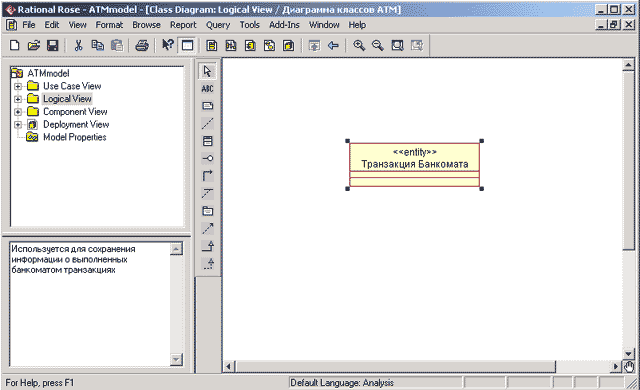 Rational Rose - ATMmodel - [Class Diagram: Logical View / Диаграмма классов ATM]
File Edit View Format Browse Report Query Tools Add-Ins Window Help
ATMmodel
Use Case View
Logical View
Component View
Deployment View
Model Properties
ABC
<<entity>>
Транзакция Банкомата
Используется для сохранения
информации о выполненных
банкоматом транзакциях
For Help, press F1
Default Language: Analysis
NUM